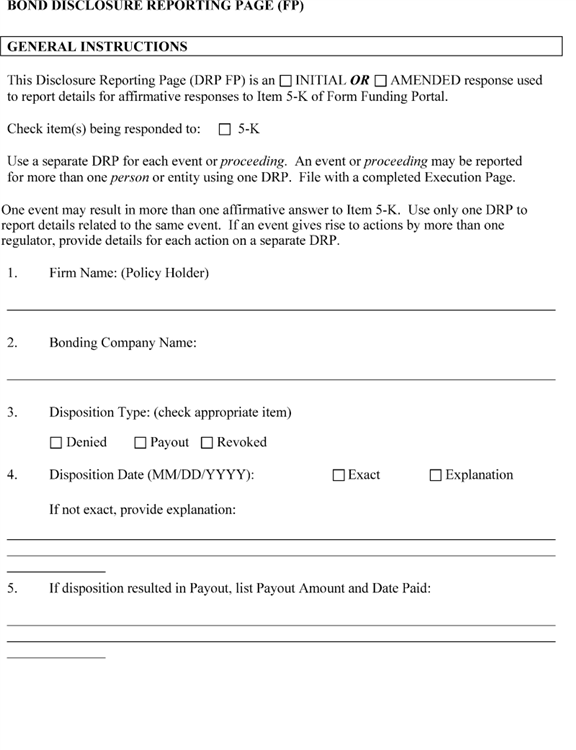 BOND DISCLOSURE REPORTING PAGE (FP)
GENERAL INSTRUCTIONS
This Disclosure Reporting Page (DRP FP) is an ☐ INITIAL OR ☐ AMENDED response used
to report details for affirmative responses to Item 5-K of Form Funding Portal.
Check item(s) being responded to: ☐ 5-K
Use a separate DRP for each event or proceeding. An event or proceeding may be reported
for more than one person or entity using one DRP. File with a completed Execution Page.
One event may result in more than one affirmative answer to Item 5-K. Use only one DRP to
report details related to the same event. If an event gives rise to actions by more than one
regulator, provide details for each action on a separate DRP.
1. Firm Name: (Policy Holder)
2. Bonding Company Name:
3. Disposition Type: (check appropriate item)
☐ Denied ☐ Payout ☐ Revoked
4. Disposition Date (MM/DD/YYYY): ☐ Exact ☐ Explanation
If not exact, provide explanation:
5. If disposition resulted in Payout, list Payout Amount and Date Paid: